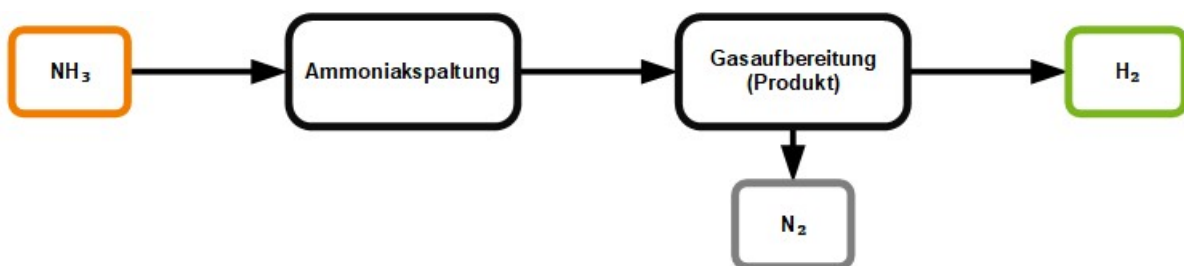 NH₃
Ammoniakspaltung
Gasaufbereitung
(Produkt)
H₂
N₂